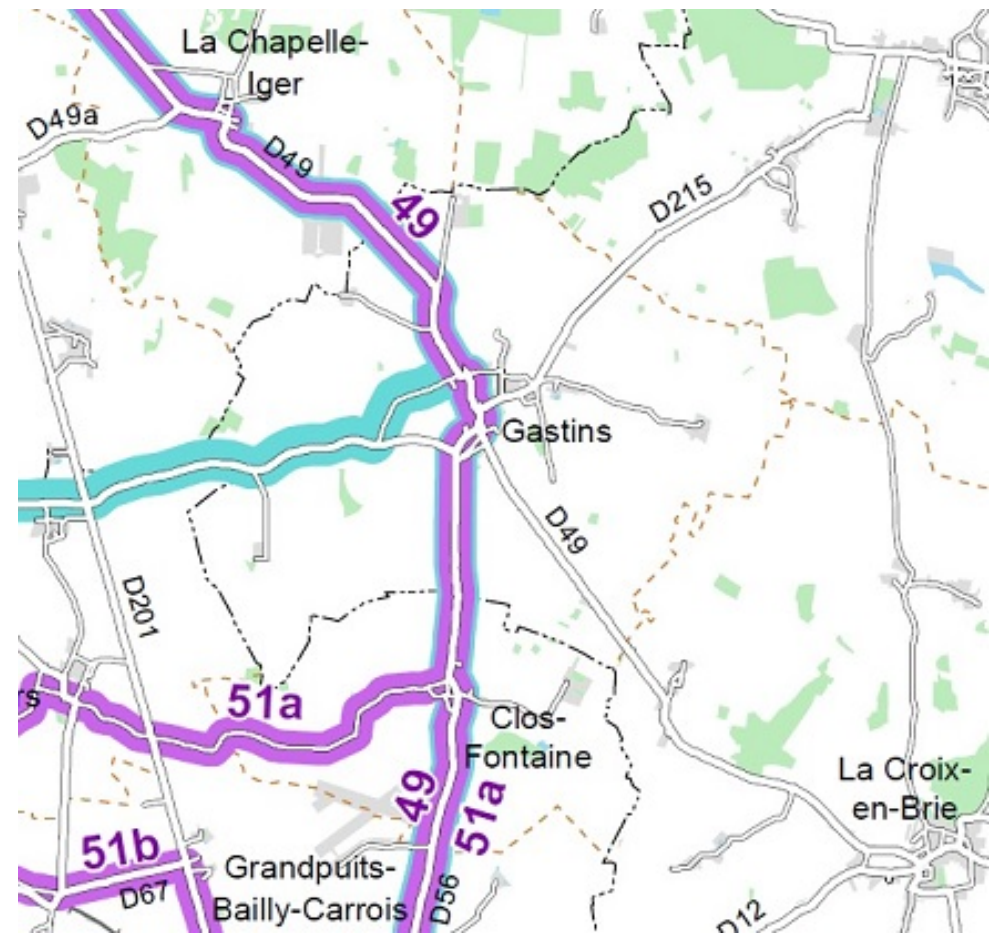 La Chapelle-
Iger
D49a
D49
49
D215
Gastins
D49
D201
51a
rs
Clos-
Fontaine
49
51a
La Croix-
en-Brie
51b
D67
Grandpuits-
Bailly-Carrois
D56
D12